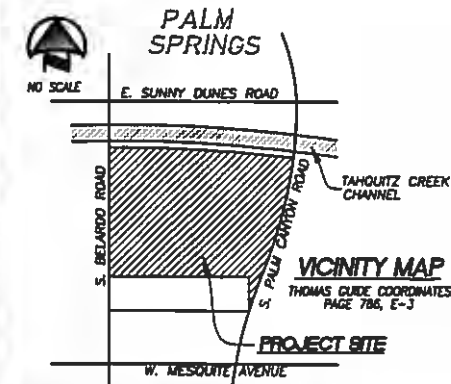 PALM
SPRINGS
NO SCALE
E. SUNNY DUNES ROAD
TAHQUITZ CREEK
CHANNEL
S. BELARDO ROAD
S. PALM CANYON ROAD
VICINITY MAP
THOMAS GUIDE COORDINATES
PAGE 786, E-3
PROJECT SITE
W. MESQUITE AVENUE